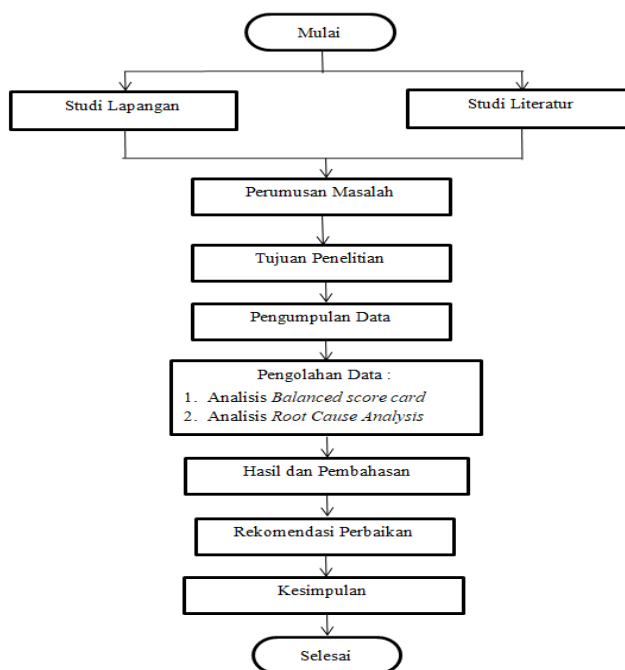 Mulai
Studi Lapangan
Studi Literatur
Perumusan Masalah
Tujuan Penelitian
Pengumpulan Data
Pengolahan Data :
1. Analisis Balanced score card
2. Analisis Root Cause Analysis
Hasil dan Pembahasan
Rekomendasi Perbaikan
Kesimpulan
Selesai